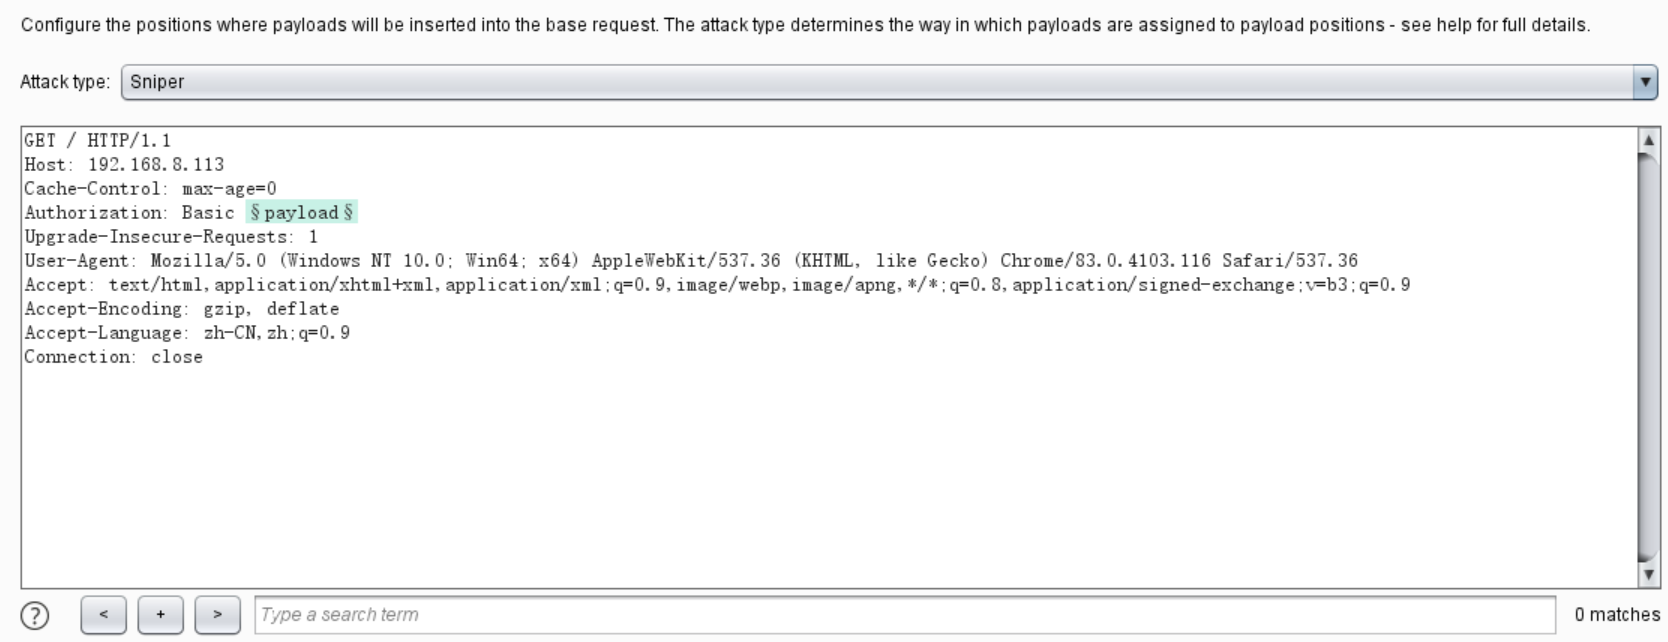 Configure the positions where payloads will be inserted into the base request. The attack type determines the way in which payloads are assigned to payload positions - see help for full details.
Attack type: Sniper
GET / HTTP/1.1
Host: 192.168.8.113
Cache-Control: max-age=0
Authorization: Basic §payload§
Upgrade-Insecure-Requests: 1
User-Agent: Mozilla/5.0 (Windows NT 10.0; Win64; x64) AppleWebKit/537.36 (KHTML, like Gecko) Chrome/83.0.4103.116 Safari/537.36
Accept: text/html,application/xhtml+xml,application/xml;q=0.9,image/webp,image/apng,*/*;q=0.8,application/signed-exchange;v=b3;q=0.9
Accept-Encoding: gzip, deflate
Accept-Language: zh-CN,zh;q=0.9
Connection: close
? < + > Type a search term 0 matches